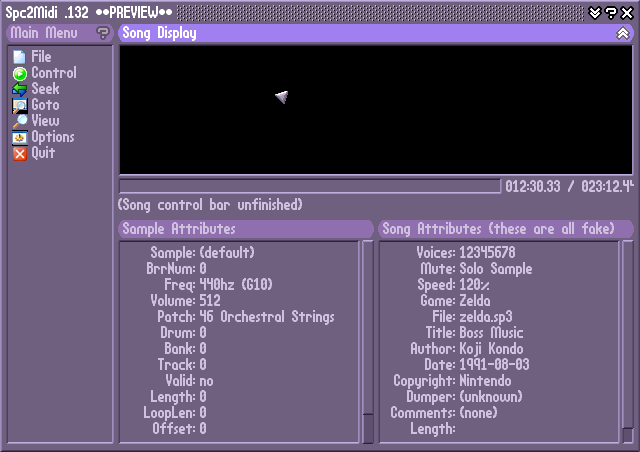 Spc2Midi .132 ••PREVIEW••
Main Menu
Song Display
File
Control
Seek
Goto
View
Options
Quit
012:30.33 / 023:12.44
(Song control bar unfinished)
Sample Attributes
Sample: (default)
BrrNum: 0
Freq: 440hz (G10)
Volume: 512
Patch: 46 Orchestral Strings
Drum: 0
Bank: 0
Track: 0
Valid: no
Length: 0
LoopLen: 0
Offset: 0
Song Attributes (these are all fake)
Voices: 12345678
Mute: Solo Sample
Speed: 120%
Game: Zelda
File: zelda.sp3
Title: Boss Music
Author: Koji Kondo
Date: 1991-08-03
Copyright: Nintendo
Dumper: (unknown)
Comments: (none)
Length: